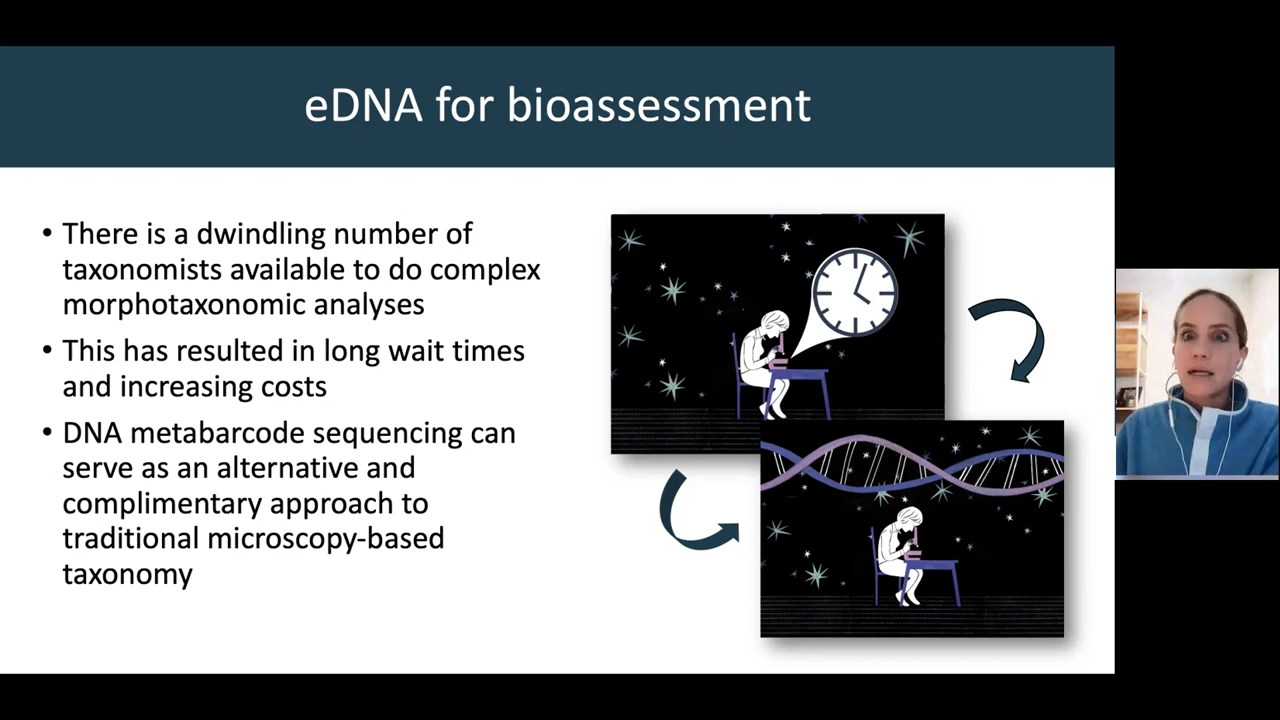 eDNA for bioassessment
• There is a dwindling number of
taxonomists available to do complex
morphotaxonomic analyses
• This has resulted in long wait times
and increasing costs
• DNA metabarcode sequencing can
serve as an alternative and
complimentary approach to
traditional microscopy-based
taxonomy